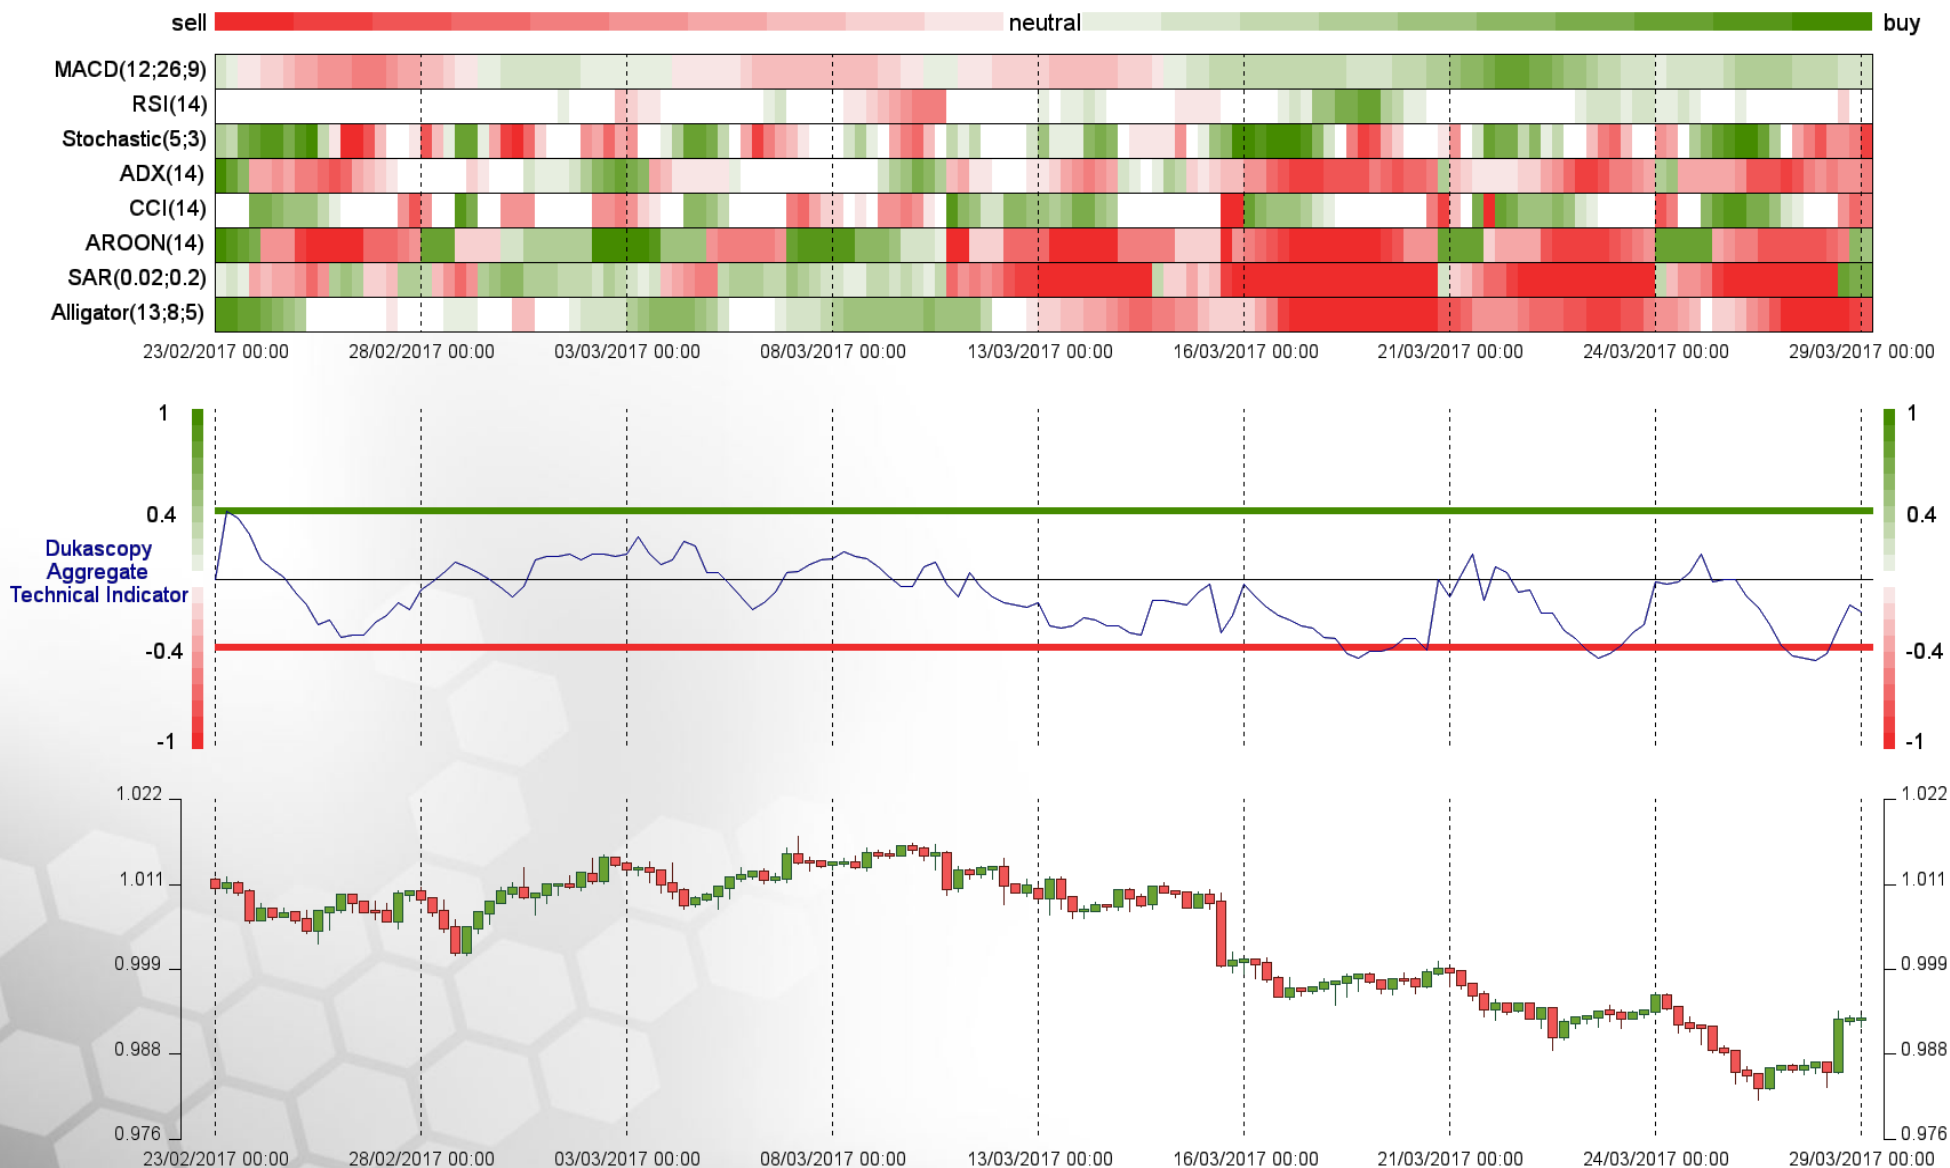 sell neutral buy
MACD(12;26;9)
RSI(14)
Stochastic(5;3)
ADX(14)
CCI(14)
AROON(14)
SAR(0.02;0.2)
Alligator(13;8;5)
23/02/2017 00:00 28/02/2017 00:00 03/03/2017 00:00 08/03/2017 00:00 13/03/2017 00:00 16/03/2017 00:00 21/03/2017 00:00 24/03/2017 00:00 29/03/2017 00:00
1 1
0.4 0.4
Dukascopy
Aggregate
Technical Indicator
-0.4 -0.4
-1 -1
1.022 1.022
1.011 1.011
0.999 0.999
0.988 0.988
0.976 0.976
23/02/2017 00:00 28/02/2017 00:00 03/03/2017 00:00 08/03/2017 00:00 13/03/2017 00:00 16/03/2017 00:00 21/03/2017 00:00 24/03/2017 00:00 29/03/2017 00:00